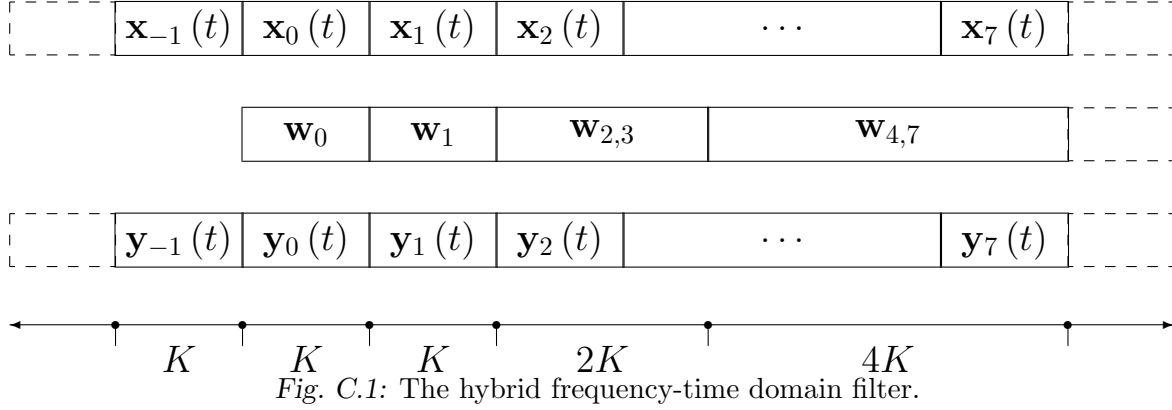 x₋₁(t) x₀(t) x₁(t) x₂(t) ⋯ x₇(t)
w₀ w₁ w₂,₃ w₄,₇
y₋₁(t) y₀(t) y₁(t) y₂(t) ⋯ y₇(t)
K K K 2K 4K
Fig. C.1: The hybrid frequency-time domain filter.